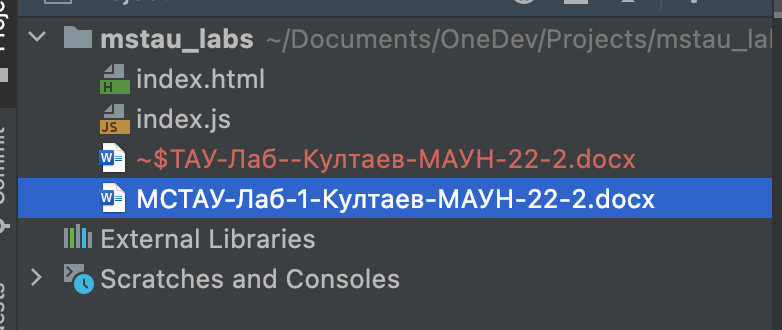 mstau_labs ~/Documents/OneDev/Projects/mstau_la
index.html
index.js
~$ТАУ-Лаб--Култаев-МАУН-22-2.docx
МСТАУ-Лаб-1-Култаев-МАУН-22-2.docx
External Libraries
Scratches and Consoles